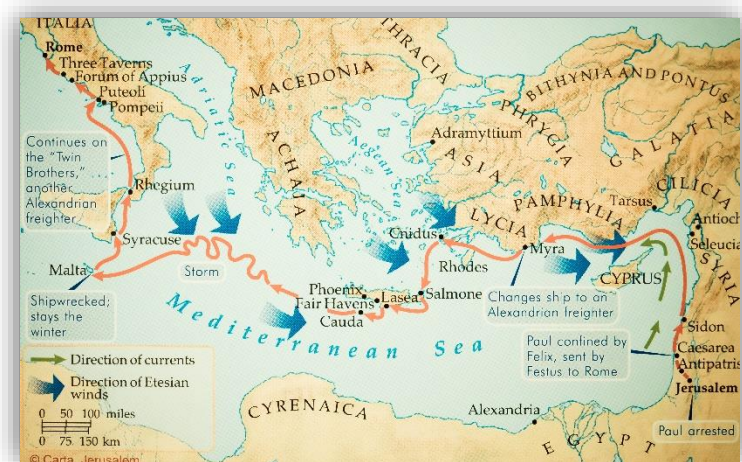 ITALIA
Rome
Three Taverns
Forum of Appius
Puteoli
Pompeii
Adriatic Sea
MACEDONIA
THRACIA
BITHYNIA AND PONTUS
PHRYGIA
GALATIA
Adramyttium
ASIA
Aegean Sea
ACHAIA
Continues on
the "Twin
Brothers,"
another
Alexandrian
freighter
Rhegium
Syracuse
Malta
Storm
Shipwrecked;
stays the
winter
LYCIA
PAMPHYLIA
CILICIA
Tarsus
Antioch
Seleucia
SYRIA
Cnidus
Rhodes
Myra
CYPRUS
Phoenix
Fair Havens
Lasea
Salmone
Cauda
Changes ship to an
Alexandrian freighter
Mediterranean Sea
Paul confined by
Felix, sent by
Festus to Rome
Sidon
Caesarea
Antipatris
Jerusalem
Paul arrested
Direction of currents
Direction of Etesian
winds
0 50 100 miles
0 75 150 km
CYRENAICA
Alexandria
EGYPT
© Carta, Jerusalem